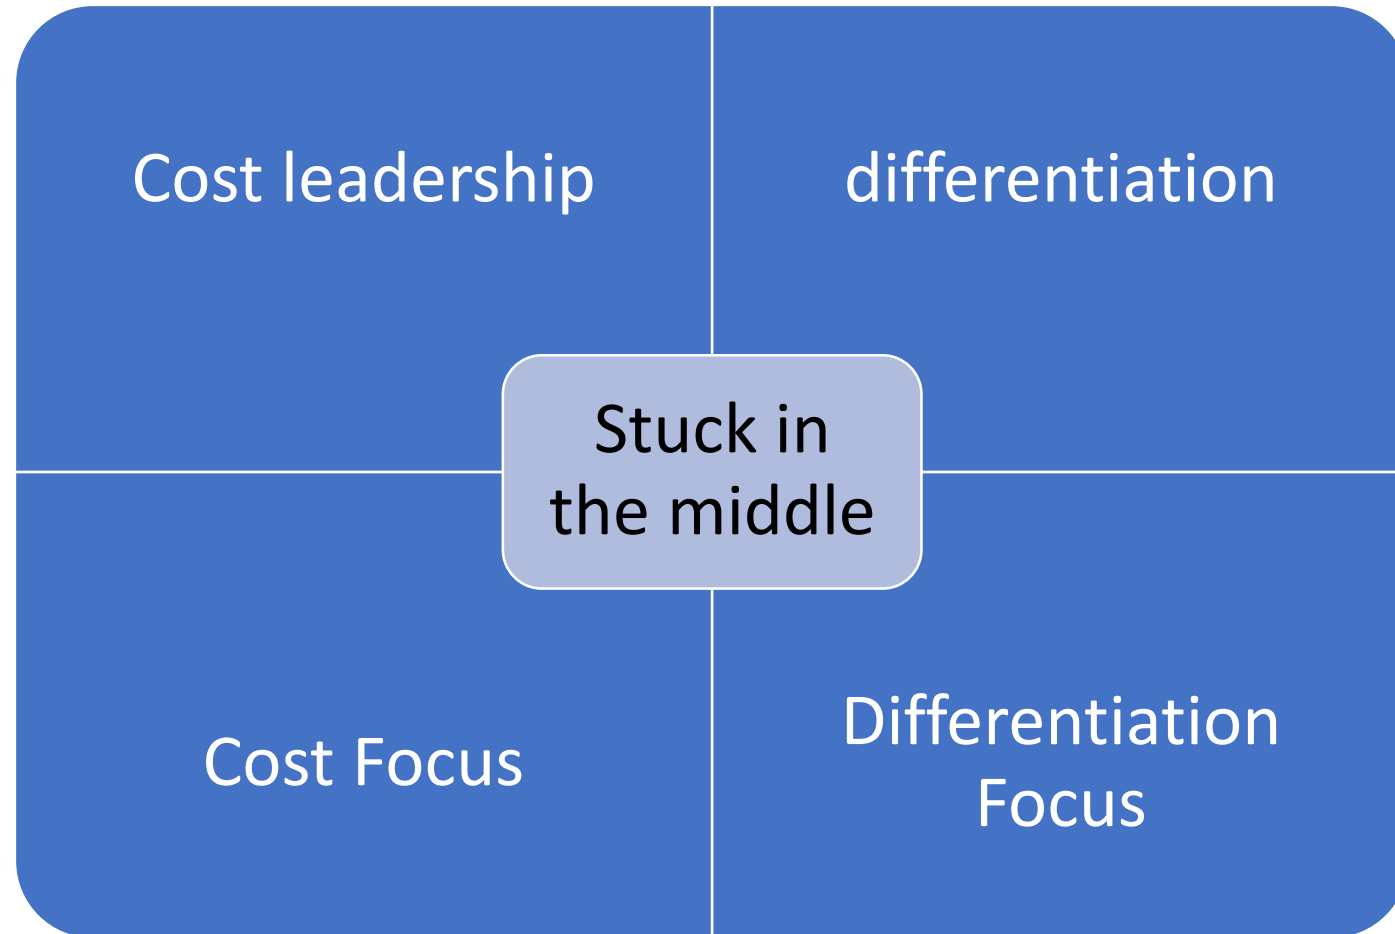 Cost leadership
differentiation
Stuck in
the middle
Cost Focus
Differentiation
Focus